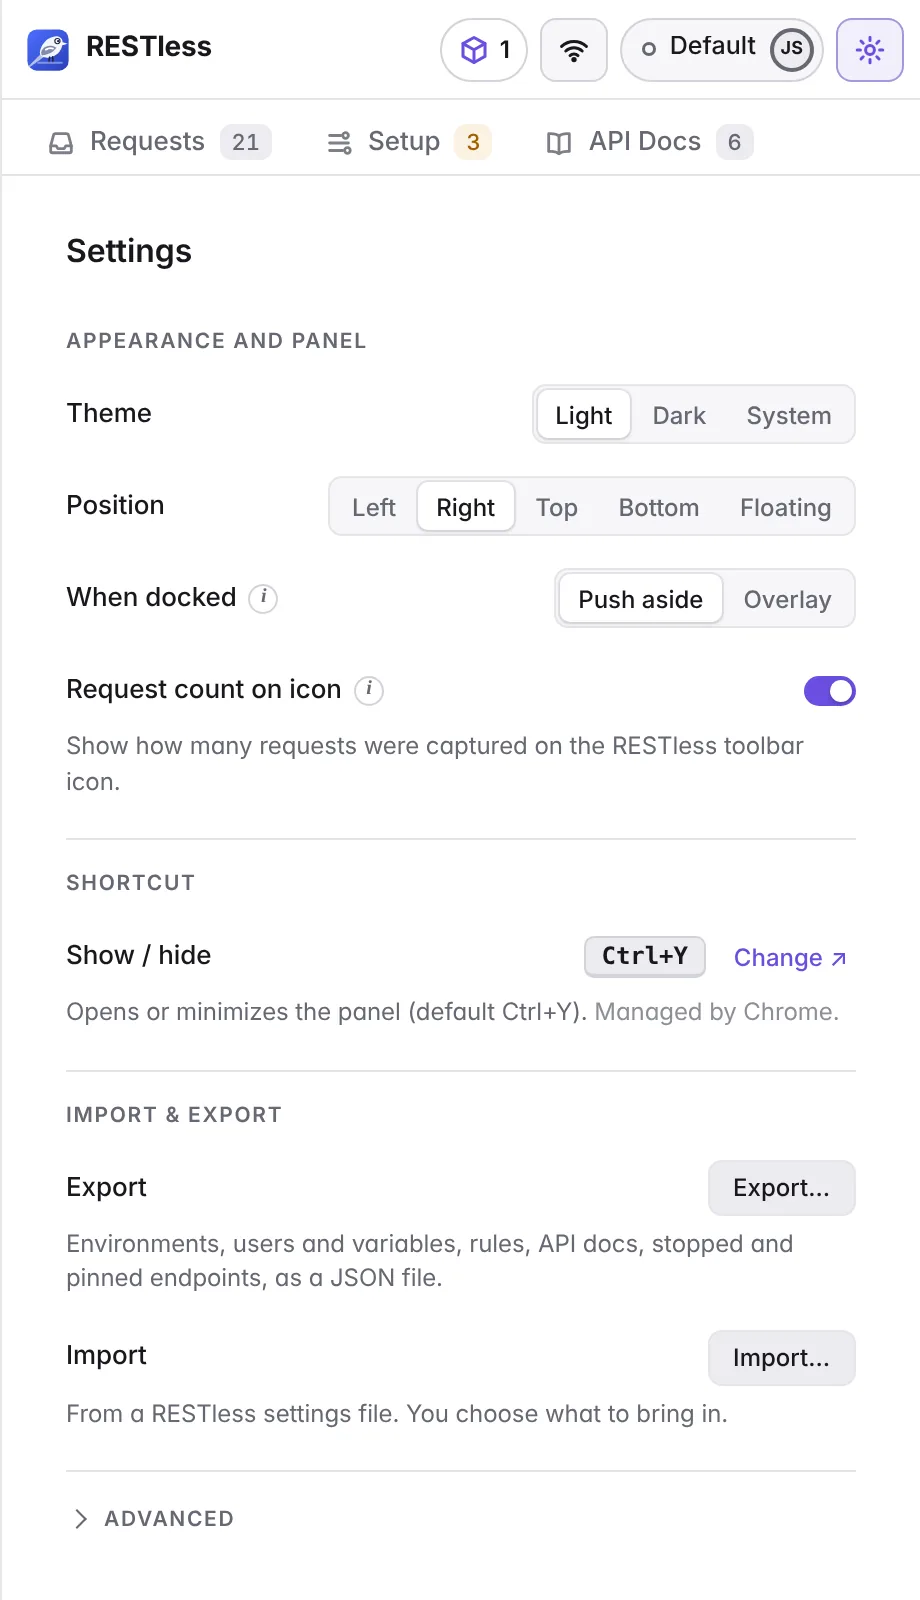 RESTless
1
Default
JS
Requests 21
Setup 3
API Docs 6
Settings
APPEARANCE AND PANEL
Theme
Light Dark System
Position
Left Right Top Bottom Floating
When docked i
Push aside Overlay
Request count on icon i
Show how many requests were captured on the RESTless toolbar
icon.
SHORTCUT
Show / hide
Ctrl+Y
Change ↗
Opens or minimizes the panel (default Ctrl+Y). Managed by Chrome.
IMPORT & EXPORT
Export
Export...
Environments, users and variables, rules, API docs, stopped and
pinned endpoints, as a JSON file.
Import
Import...
From a RESTless settings file. You choose what to bring in.
ADVANCED